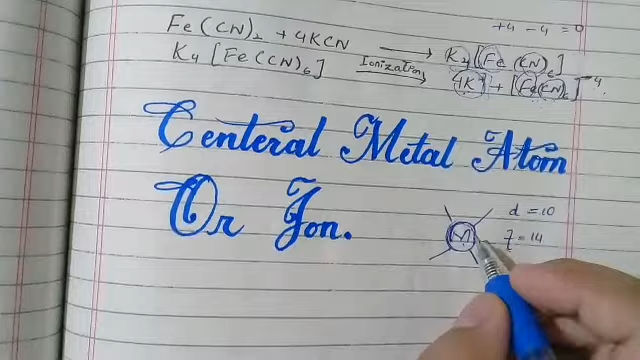 +4 -4 = 0
Fe(CN)₂ + 4KCN ⟶ K₄[Fe(CN)₆]
K₄[Fe(CN)₆] Ionization ⟶ 4K⁺ + [Fe(CN)₆]⁻⁴.
Centeral Metal Atom
Or Ion.
d = 10
M f = 14